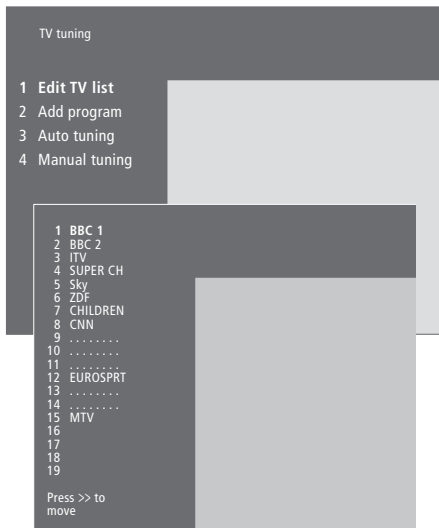 TV tuning
1 Edit TV list
2 Add program
3 Auto tuning
4 Manual tuning
1 BBC 1
2 BBC 2
3 ITV
4 SUPER CH
5 Sky
6 ZDF
7 CHILDREN
8 CNN
9 . . . . . . . .
10 . . . . . . . .
11 . . . . . . . .
12 EUROSPRT
13 . . . . . . . .
14 . . . . . . . .
15 MTV
16
17
18
19
Press >> to
move